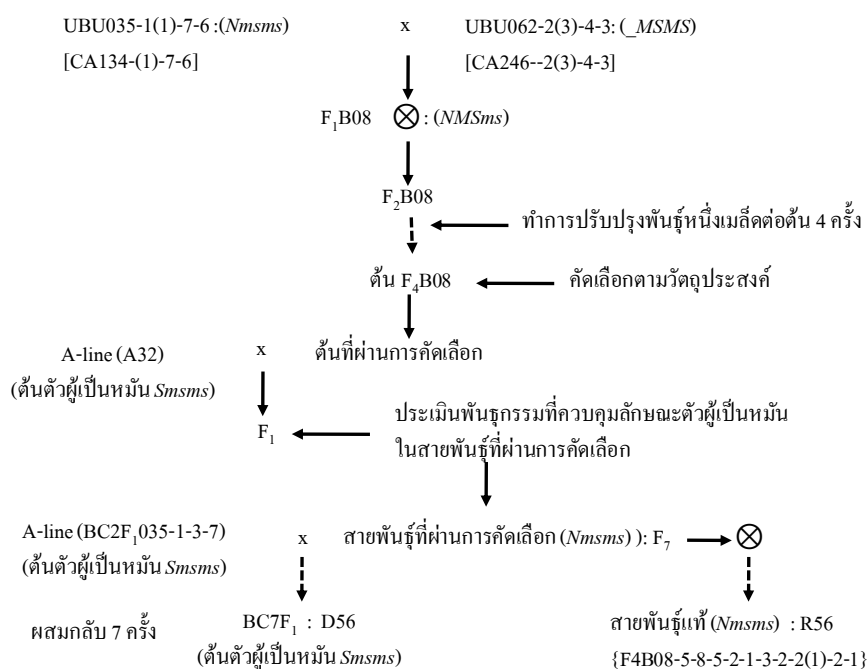 UBU035-1(1)-7-6 :(Nmsms) x UBU062-2(3)-4-3: (_MSMS)
[CA134-(1)-7-6] [CA246--2(3)-4-3]
F₁B08 ⊗ : (NMSms)
F₂B08
ทำการปรับปรุงพันธุ์หนึ่งเมล็ดต่อต้น 4 ครั้ง
ต้น F₄B08 คัดเลือกตามวัตถุประสงค์
A-line (A32) x ต้นที่ผ่านการคัดเลือก
(ต้นตัวผู้เป็นหมัน Smsms)
ประเมินพันธุกรรมที่ควบคุมลักษณะตัวผู้เป็นหมัน
F₁
ในสายพันธุ์ที่ผ่านการคัดเลือก
A-line (BC2F₁035-1-3-7) x สายพันธุ์ที่ผ่านการคัดเลือก (Nmsms) ): F₇ ⊗
(ต้นตัวผู้เป็นหมัน Smsms)
ผสมกลับ 7 ครั้ง BC7F₁ : D56 สายพันธุ์แท้ (Nmsms) : R56
(ต้นตัวผู้เป็นหมัน Smsms) {F4B08-5-8-5-2-1-3-2-2(1)-2-1}